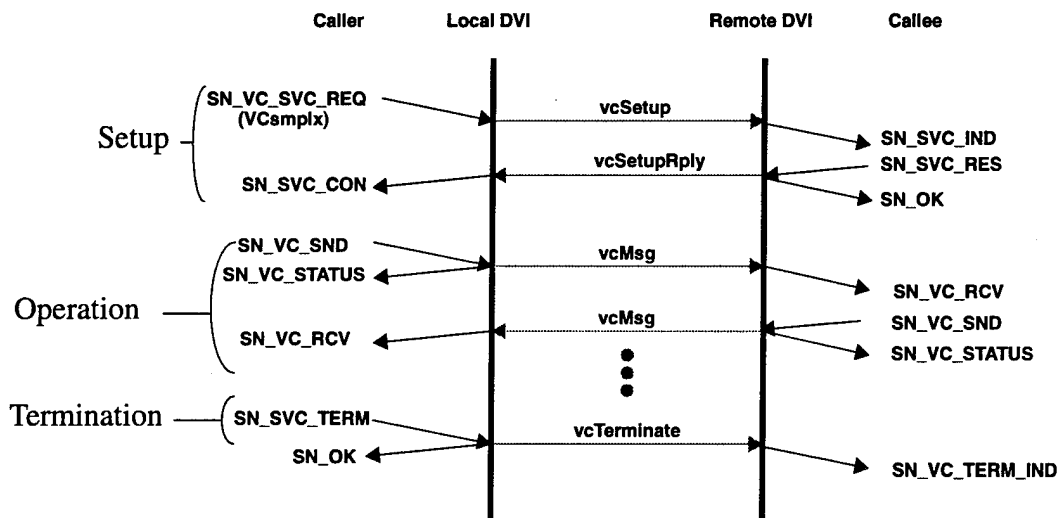 Caller Local DVI Remote DVI Callee
SN_VC_SVC_REQ
(VCsmplx)
vcSetup
Setup
SN_SVC_IND
vcSetupRply
SN_SVC_RES
SN_SVC_CON
SN_OK
SN_VC_SND
vcMsg
SN_VC_STATUS
SN_VC_RCV
Operation
vcMsg
SN_VC_SND
SN_VC_RCV
SN_VC_STATUS
Termination
SN_SVC_TERM
vcTerminate
SN_OK
SN_VC_TERM_IND